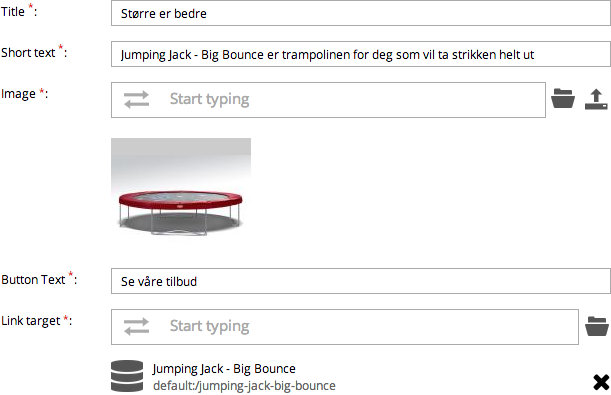 Title *:
Større er bedre
Short text *:
Jumping Jack - Big Bounce er trampolinen for deg som vil ta strikken helt ut
Image *:
Start typing
Button Text *:
Se våre tilbud
Link target *:
Start typing
Jumping Jack - Big Bounce
default:/jumping-jack-big-bounce